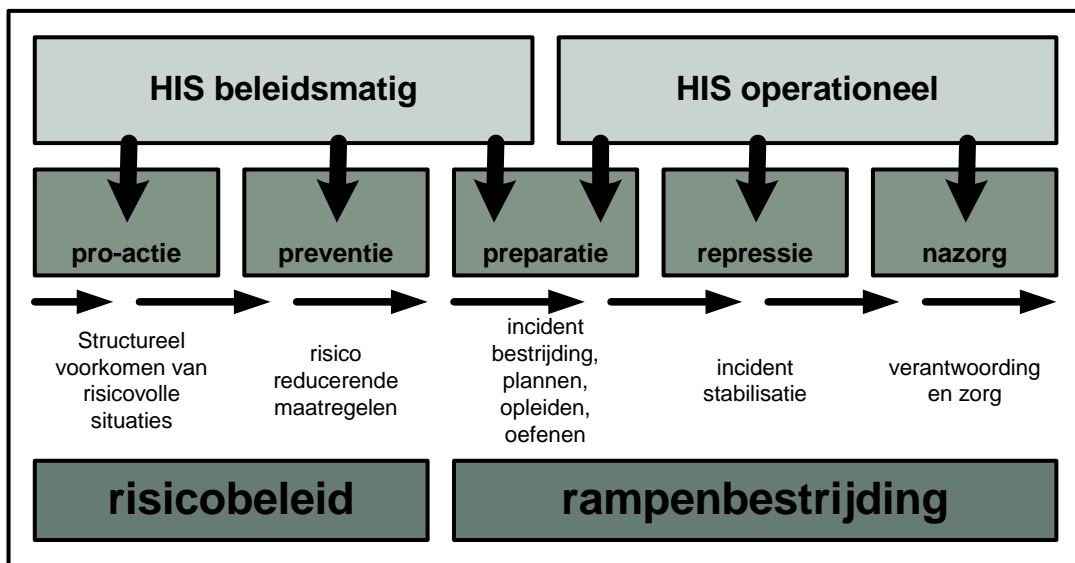 HIS beleidsmatig
HIS operationeel
pro-actie
preventie
preparatie
repressie
nazorg
Structureel
voorkomen van
risicovolle
situaties
risico
reducerende
maatregelen
incident
bestrijding,
plannen,
opleiden,
oefenen
incident
stabilisatie
verantwoording
en zorg
risicobeleid
rampenbestrijding